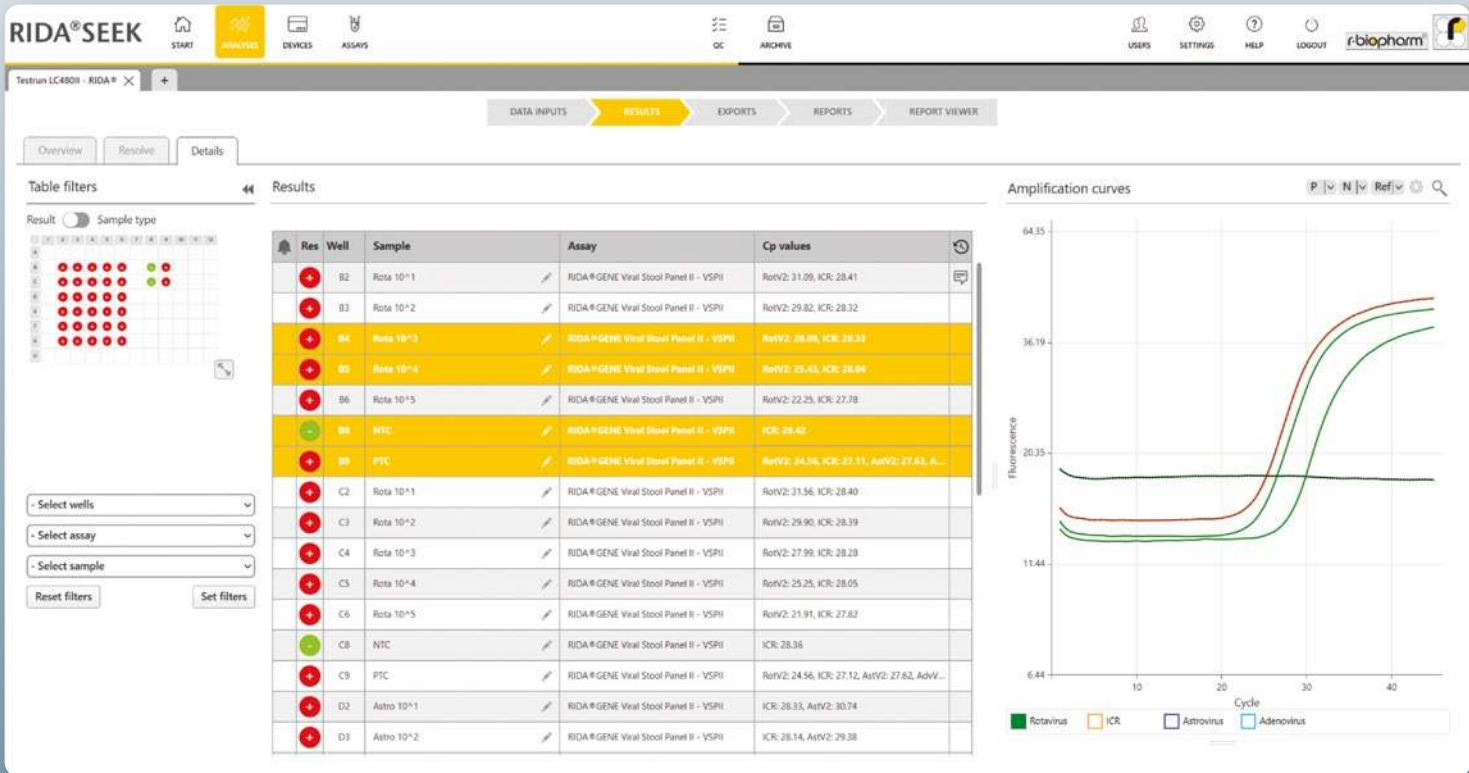 RIDA®SEEK
START
ANALYSES
DEVICES
ASSAYS
QC
ARCHIVE
USERS
SETTINGS
HELP
LOGOUT
r-biopharm®
Testrun LC480II - RIDA®
DATA INPUTS
RESULTS
EXPORTS
REPORTS
REPORT VIEWER
Overview
Resolve
Details
Table filters
Result
Sample type
- Select wells
- Select assay
- Select sample
Reset filters
Set filters
Results
Res Well Sample Assay Cp values
B2 Rota 10^1 RIDA®GENE Viral Stool Panel II - VSPII RotV2: 31.09, ICR: 28.41
B3 Rota 10^2 RIDA®GENE Viral Stool Panel II - VSPII RotV2: 29.82, ICR: 28.32
B4 Rota 10^3 RIDA®GENE Viral Stool Panel II - VSPII RotV2: 28.09, ICR: 28.33
B5 Rota 10^4 RIDA®GENE Viral Stool Panel II - VSPII RotV2: 25.43, ICR: 28.04
B6 Rota 10^5 RIDA®GENE Viral Stool Panel II - VSPII RotV2: 22.25, ICR: 27.78
B8 NTC RIDA®GENE Viral Stool Panel II - VSPII ICR: 28.42
B9 PTC RIDA®GENE Viral Stool Panel II - VSPII RotV2: 24.56, ICR: 27.11, AstV2: 27.63, A...
C2 Rota 10^1 RIDA®GENE Viral Stool Panel II - VSPII RotV2: 31.56, ICR: 28.40
C3 Rota 10^2 RIDA®GENE Viral Stool Panel II - VSPII RotV2: 29.90, ICR: 28.39
C4 Rota 10^3 RIDA®GENE Viral Stool Panel II - VSPII RotV2: 27.99, ICR: 28.28
C5 Rota 10^4 RIDA®GENE Viral Stool Panel II - VSPII RotV2: 25.25, ICR: 28.05
C6 Rota 10^5 RIDA®GENE Viral Stool Panel II - VSPII RotV2: 21.91, ICR: 27.82
C8 NTC RIDA®GENE Viral Stool Panel II - VSPII ICR: 28.36
C9 PTC RIDA®GENE Viral Stool Panel II - VSPII RotV2: 24.56, ICR: 27.12, AstV2: 27.62, AdvV...
D2 Astro 10^1 RIDA®GENE Viral Stool Panel II - VSPII ICR: 28.33, AstV2: 30.74
D3 Astro 10^2 RIDA®GENE Viral Stool Panel II - VSPII ICR: 28.14, AstV2: 29.38
Amplification curves
P N Ref
64.35
36.19
20.35
11.44
6.44
Fluorescence
10 20 30 40
Cycle
Rotavirus ICR Astrovirus Adenovirus